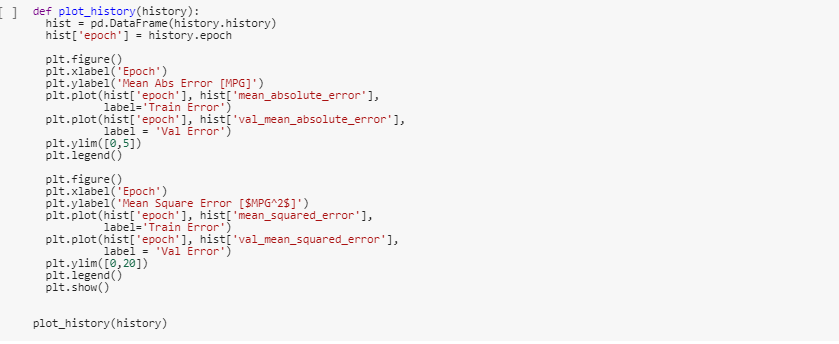 [ ] def plot_history(history):
  hist = pd.DataFrame(history.history)
  hist['epoch'] = history.epoch

  plt.figure()
  plt.xlabel('Epoch')
  plt.ylabel('Mean Abs Error [MPG]')
  plt.plot(hist['epoch'], hist['mean_absolute_error'],
           label='Train Error')
  plt.plot(hist['epoch'], hist['val_mean_absolute_error'],
           label = 'Val Error')
  plt.ylim([0,5])
  plt.legend()

  plt.figure()
  plt.xlabel('Epoch')
  plt.ylabel('Mean Square Error [$MPG^2$]')
  plt.plot(hist['epoch'], hist['mean_squared_error'],
           label='Train Error')
  plt.plot(hist['epoch'], hist['val_mean_squared_error'],
           label = 'Val Error')
  plt.ylim([0,20])
  plt.legend()
  plt.show()


plot_history(history)